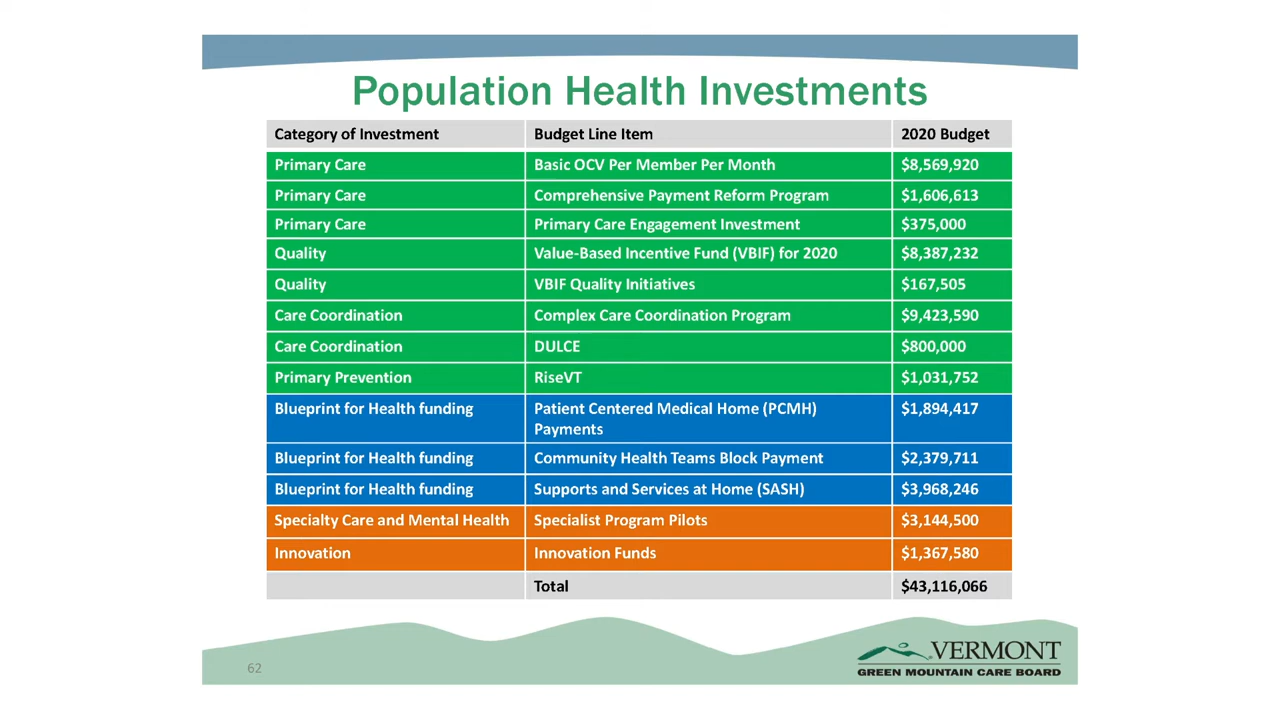 Population Health Investments
Category of Investment Budget Line Item 2020 Budget
Primary Care Basic OCV Per Member Per Month $8,569,920
Primary Care Comprehensive Payment Reform Program $1,606,613
Primary Care Primary Care Engagement Investment $375,000
Quality Value-Based Incentive Fund (VBIF) for 2020 $8,387,232
Quality VBIF Quality Initiatives $167,505
Care Coordination Complex Care Coordination Program $9,423,590
Care Coordination DULCE $800,000
Primary Prevention RiseVT $1,031,752
Blueprint for Health funding Patient Centered Medical Home (PCMH) $1,894,417
Payments
Blueprint for Health funding Community Health Teams Block Payment $2,379,711
Blueprint for Health funding Supports and Services at Home (SASH) $3,968,246
Specialty Care and Mental Health Specialist Program Pilots $3,144,500
Innovation Innovation Funds $1,367,580
Total $43,116,066
62
VERMONT
GREEN MOUNTAIN CARE BOARD